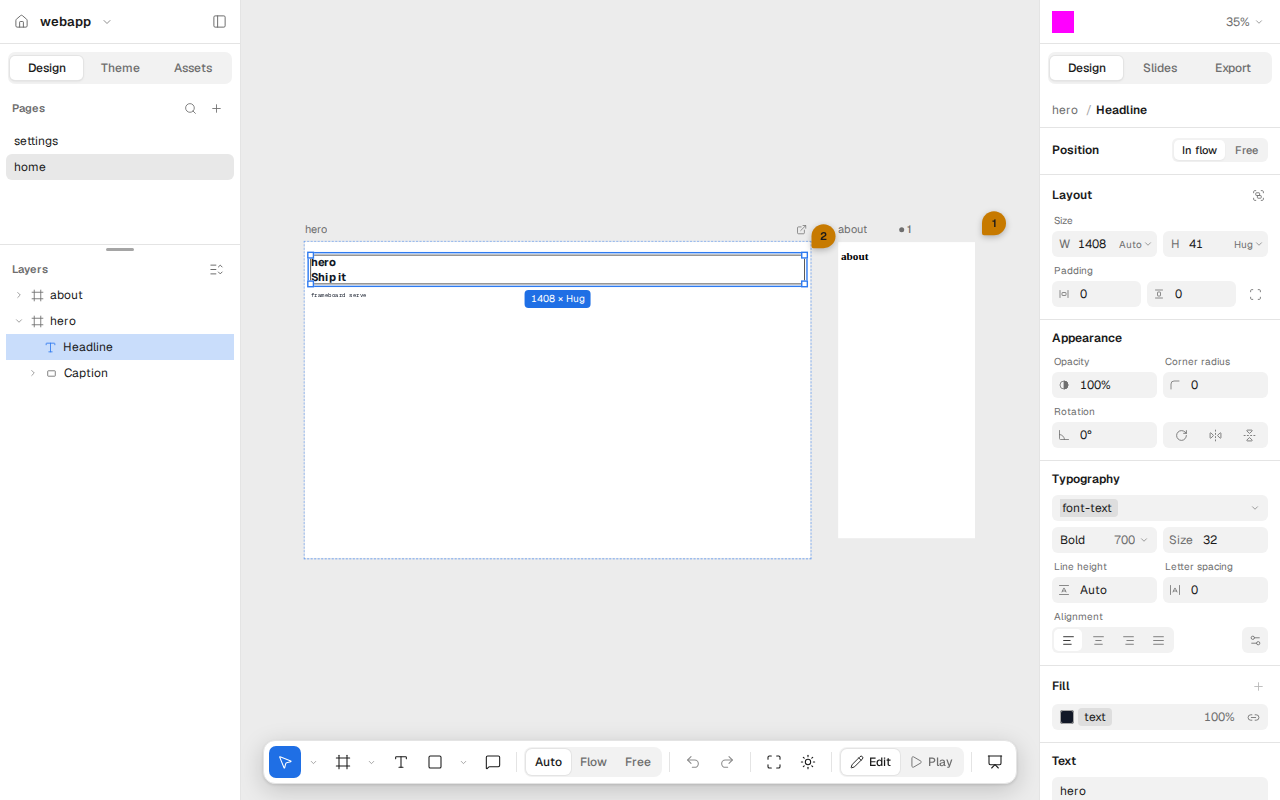 webapp
Design Theme Assets
Pages
settings
home
Layers
about
hero
Headline
Caption
hero
2
about
1
1
hero
Ship it
frameboard serve
1408 × Hug
about
Auto Flow Free
Edit
Play
35%
Design Slides Export
hero / Headline
Position In flow Free
Layout
Size
W 1408 Auto H 41 Hug
Padding
0 0
Appearance
Opacity Corner radius
100% 0
Rotation
0°
Typography
font-text
Bold 700 Size 32
Line height Letter spacing
Auto 0
Alignment
Fill
text 100%
Text
hero